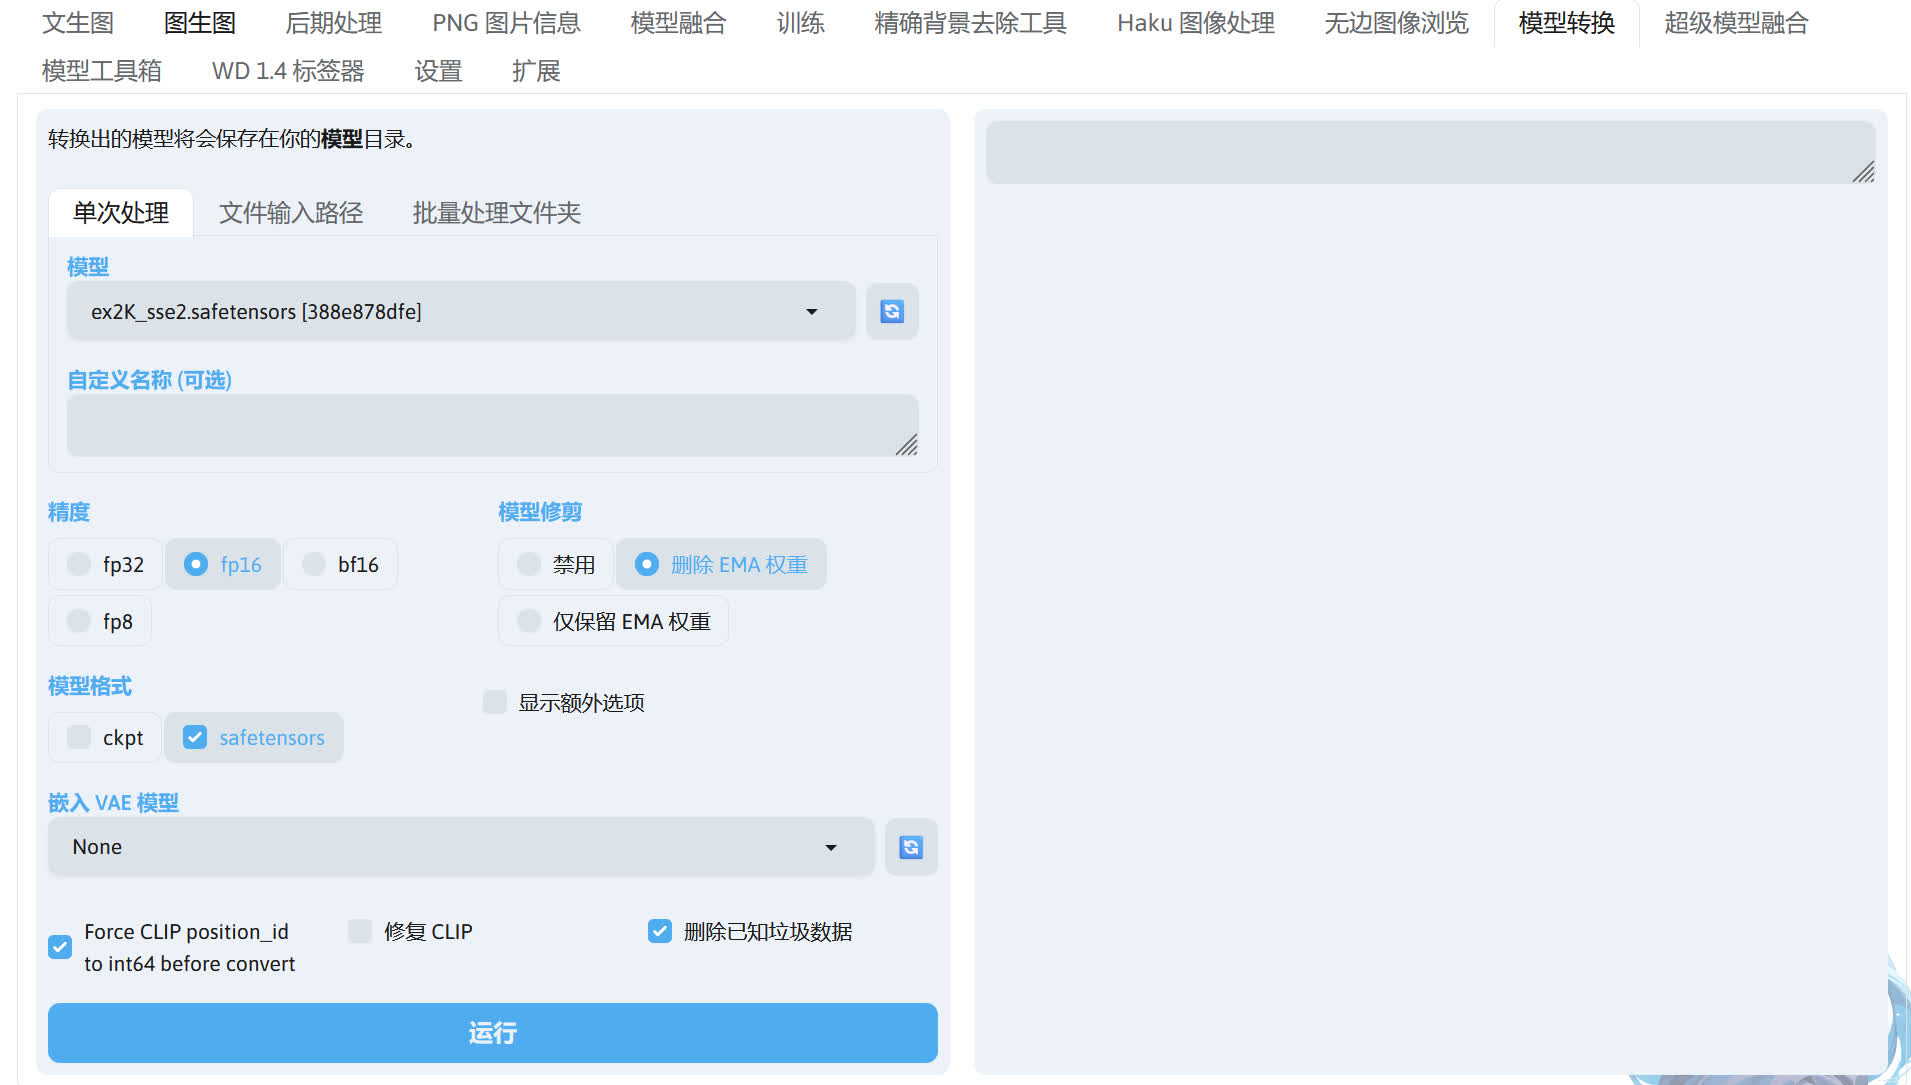 文生图 图生图 后期处理 PNG 图片信息 模型融合 训练 精确背景去除工具 Haku 图像处理 无边图像浏览 模型转换 超级模型融合
模型工具箱 WD 1.4 标签器 设置 扩展
转换出的模型将会保存在你的模型目录。
单次处理 文件输入路径 批量处理文件夹
模型
ex2K_sse2.safetensors [388e878dfe]
自定义名称 (可选)
精度 模型修剪
fp32 fp16 bf16 禁用 删除 EMA 权重
fp8 仅保留 EMA 权重
模型格式
显示额外选项
ckpt safetensors
嵌入 VAE 模型
None
Force CLIP position_id 修复 CLIP 删除已知垃圾数据
to int64 before convert
运行